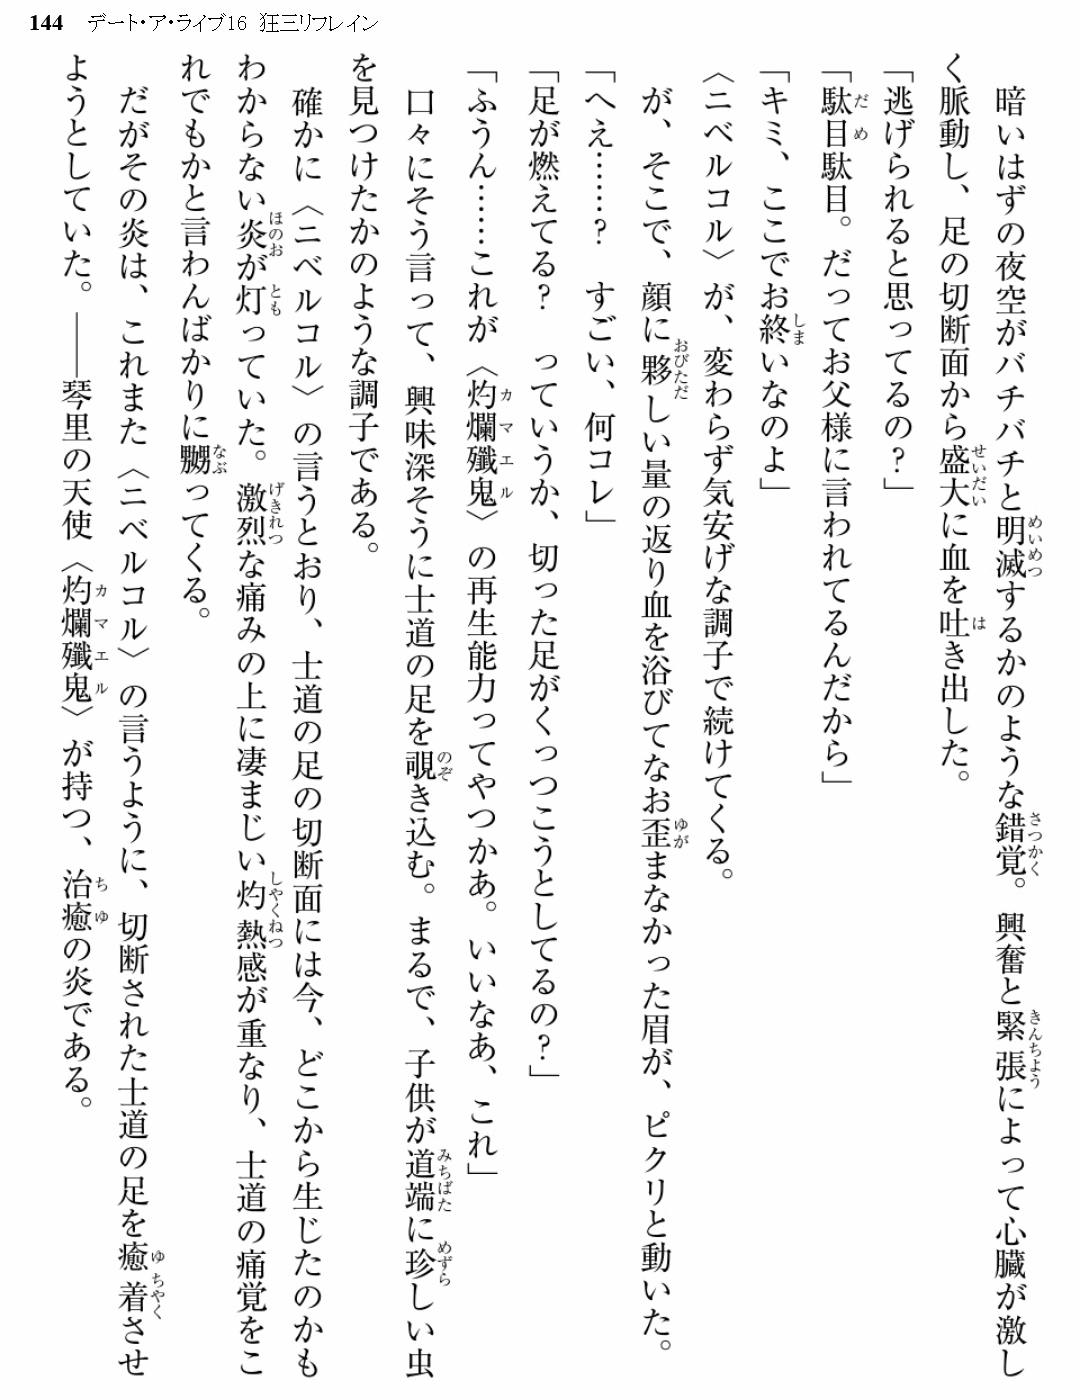 144 デート・ア・ライブ16 狂三リフレイン
暗いはずの夜空がバチバチと明滅するかのような錯覚。興奮と緊張によって心臓が激し
く脈動し、足の切断面から盛大に血を吐き出した。
「逃げられると思ってるの？」
「駄目駄目。だってお父様に言われてるんだから」
「キミ、ここでお終いなのよ」
〈ニベルコル〉が、変わらず気安げな調子で続けてくる。
が、そこで、顔に夥しい量の返り血を浴びてなお歪まなかった眉が、ピクリと動いた。
「へえ……？　すごい、何コレ」
「足が燃えてる？　っていうか、切った足がくっつこうとしてるの？」
「ふうん……これが〈灼爛殲鬼〉の再生能力ってやつかあ。いいなあ、これ」
口々にそう言って、興味深そうに士道の足を覗き込む。まるで、子供が道端に珍しい虫
を見つけたかのような調子である。
確かに〈ニベルコル〉の言うとおり、士道の足の切断面には今、どこから生じたのかも
わからない炎が灯っていた。激烈な痛みの上に凄まじい灼熱感が重なり、士道の痛覚をこ
れでもかと言わんばかりに嬲ってくる。
だがその炎は、これまた〈ニベルコル〉の言うように、切断された士道の足を癒着させ
ようとしていた。――琴里の天使〈灼爛殲鬼〉が持つ、治癒の炎である。